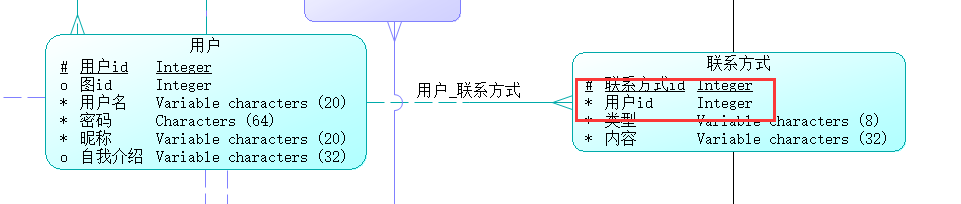 用户
# 用户id Integer
o 图id Integer
* 用户名 Variable characters (20)
* 密码 Characters (64)
* 昵称 Variable characters (20)
o 自我介绍 Variable characters (32)
用户_联系方式
联系方式
# 联系方式id Integer
* 用户id Integer
* 类型 Variable characters (8)
* 内容 Variable characters (32)